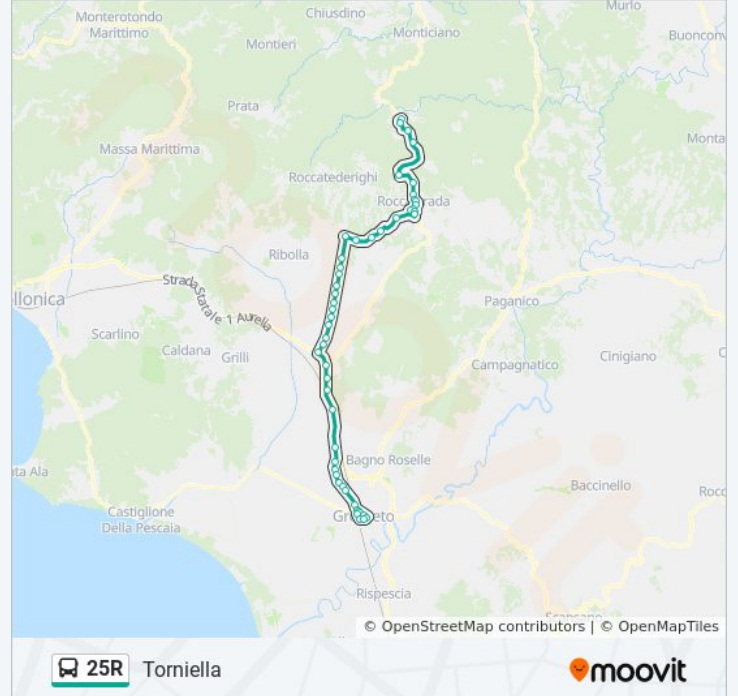 Murlo
Chiusdino
Monterotondo
Marittimo
Monticiano
Buonconv
Montieri
Prata
Monta
Massa Marittima
Roccatederighi
Roccastrada
Ribolla
Strada Statale 1 Aurelia
llonica
Paganico
Scarlino
Caldana
Grilli
Cinigiano
C
Campagnatico
Bagno Roselle
ta Ala
Baccinello
Rocc
Castiglione
Della Pescaia
Grosseto
Rispescia
Scansano
© OpenStreetMap contributors | © OpenMapTiles
25R Torniella
moovit